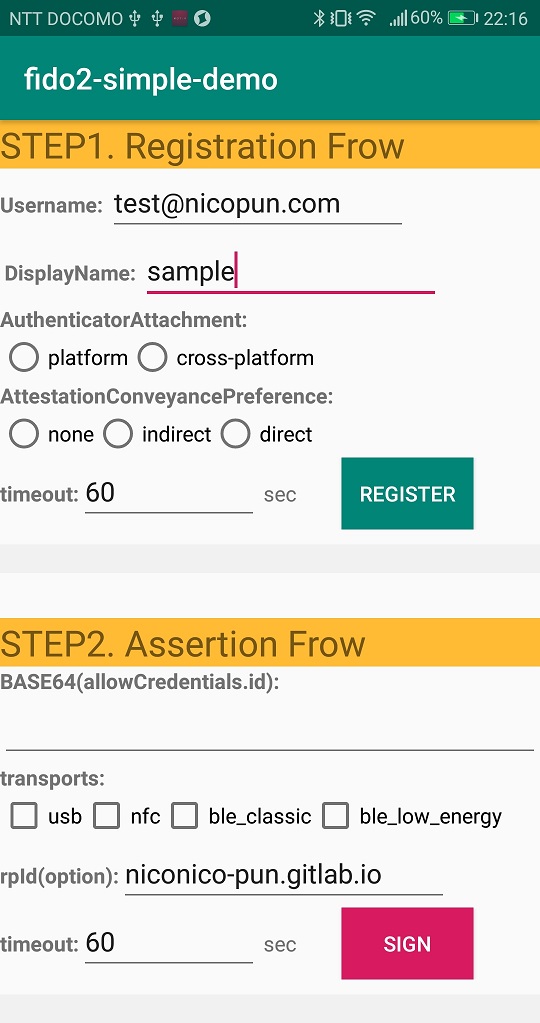 NTT DOCOMO 60% 22:16
fido2-simple-demo
STEP1. Registration Frow
Username: test@nicopun.com
DisplayName: sample
AuthenticatorAttachment:
platform cross-platform
AttestationConveyancePreference:
none indirect direct
timeout: 60 sec REGISTER
STEP2. Assertion Frow
BASE64(allowCredentials.id):
transports:
usb nfc ble_classic ble_low_energy
rpId(option): niconico-pun.gitlab.io
timeout: 60 sec SIGN